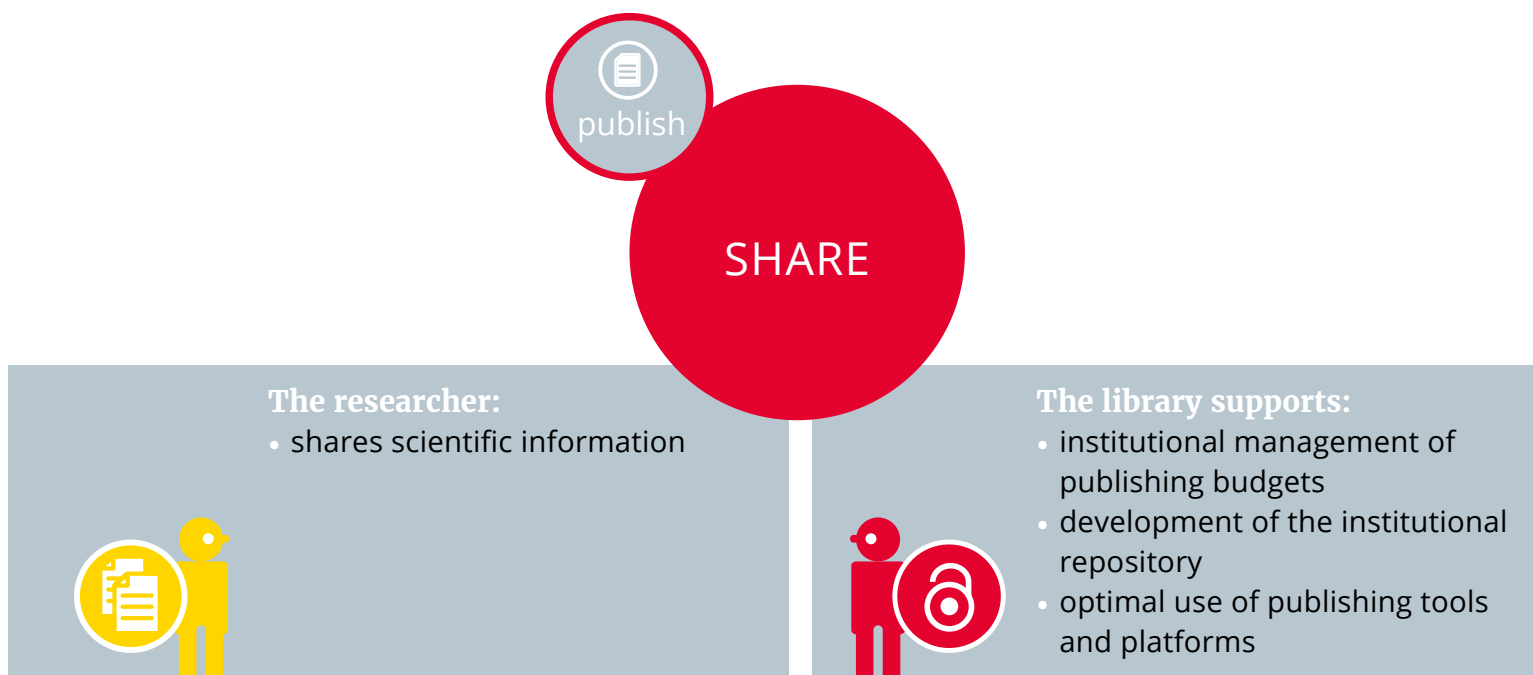 publish
SHARE
The researcher:
• shares scientific information
The library supports:
• institutional management of
publishing budgets
• development of the institutional
repository
• optimal use of publishing tools
and platforms